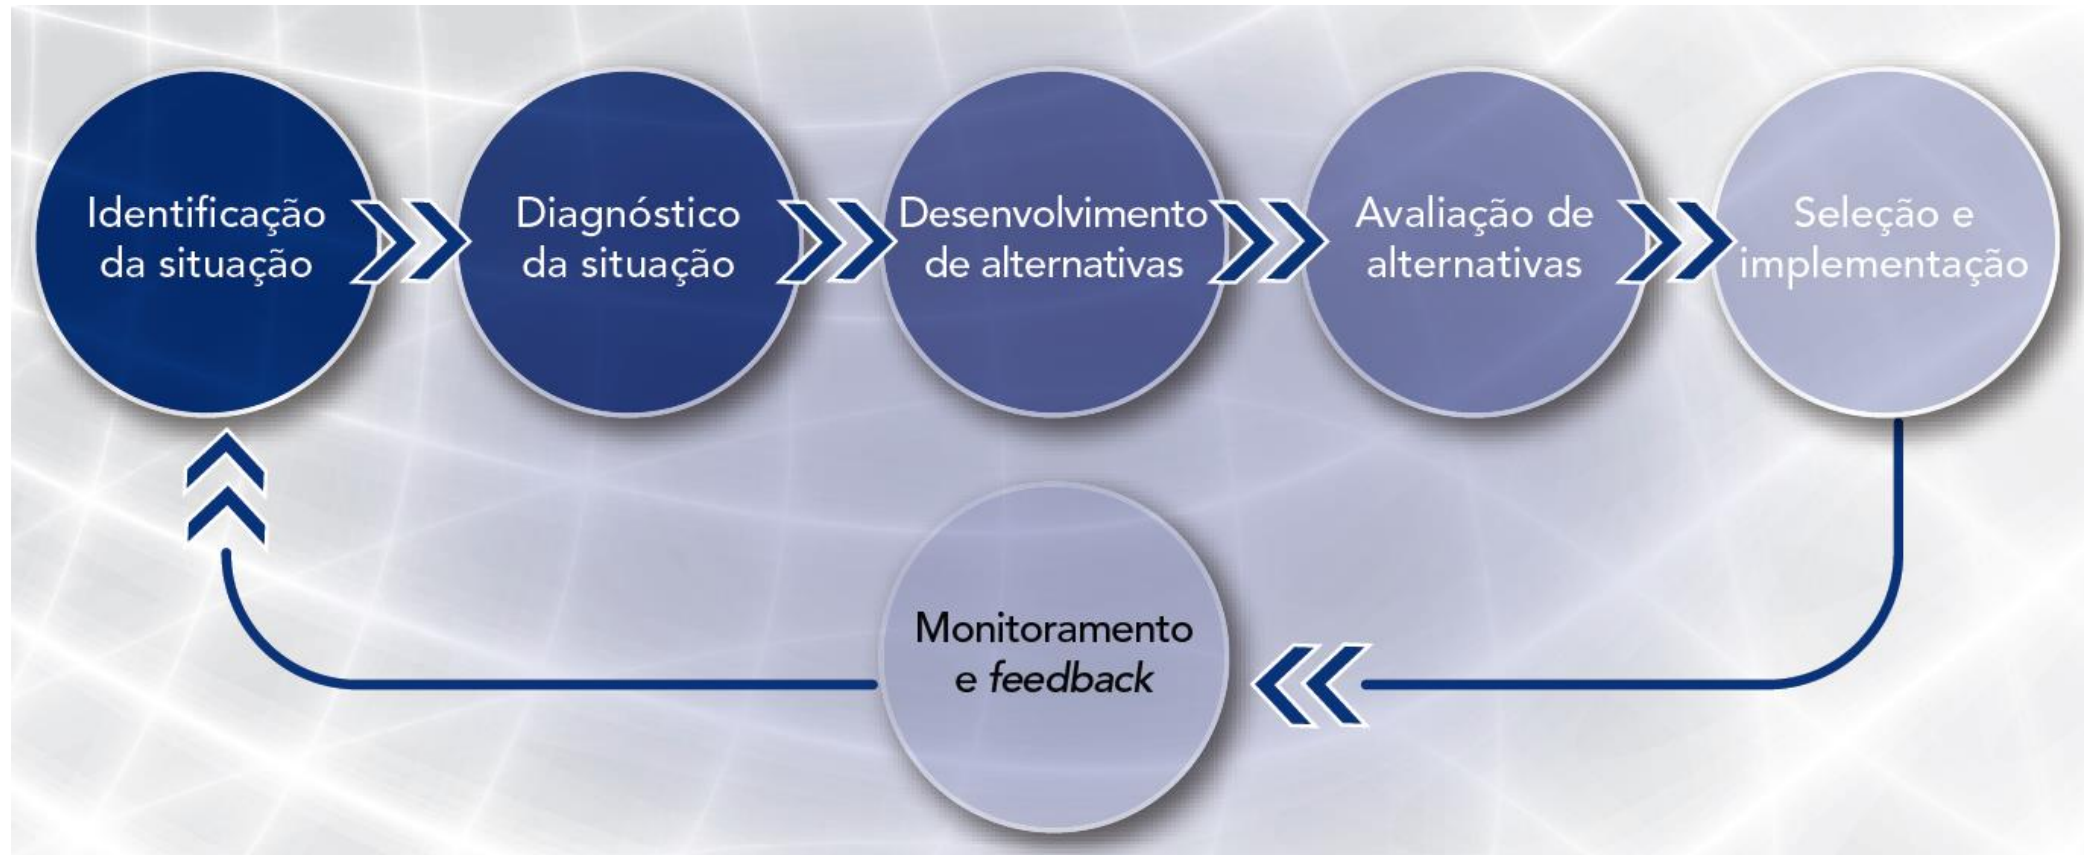 Identificação
da situação
Diagnóstico
da situação
Desenvolvimento
de alternativas
Avaliação de
alternativas
Seleção e
implementação
Monitoramento
e feedback